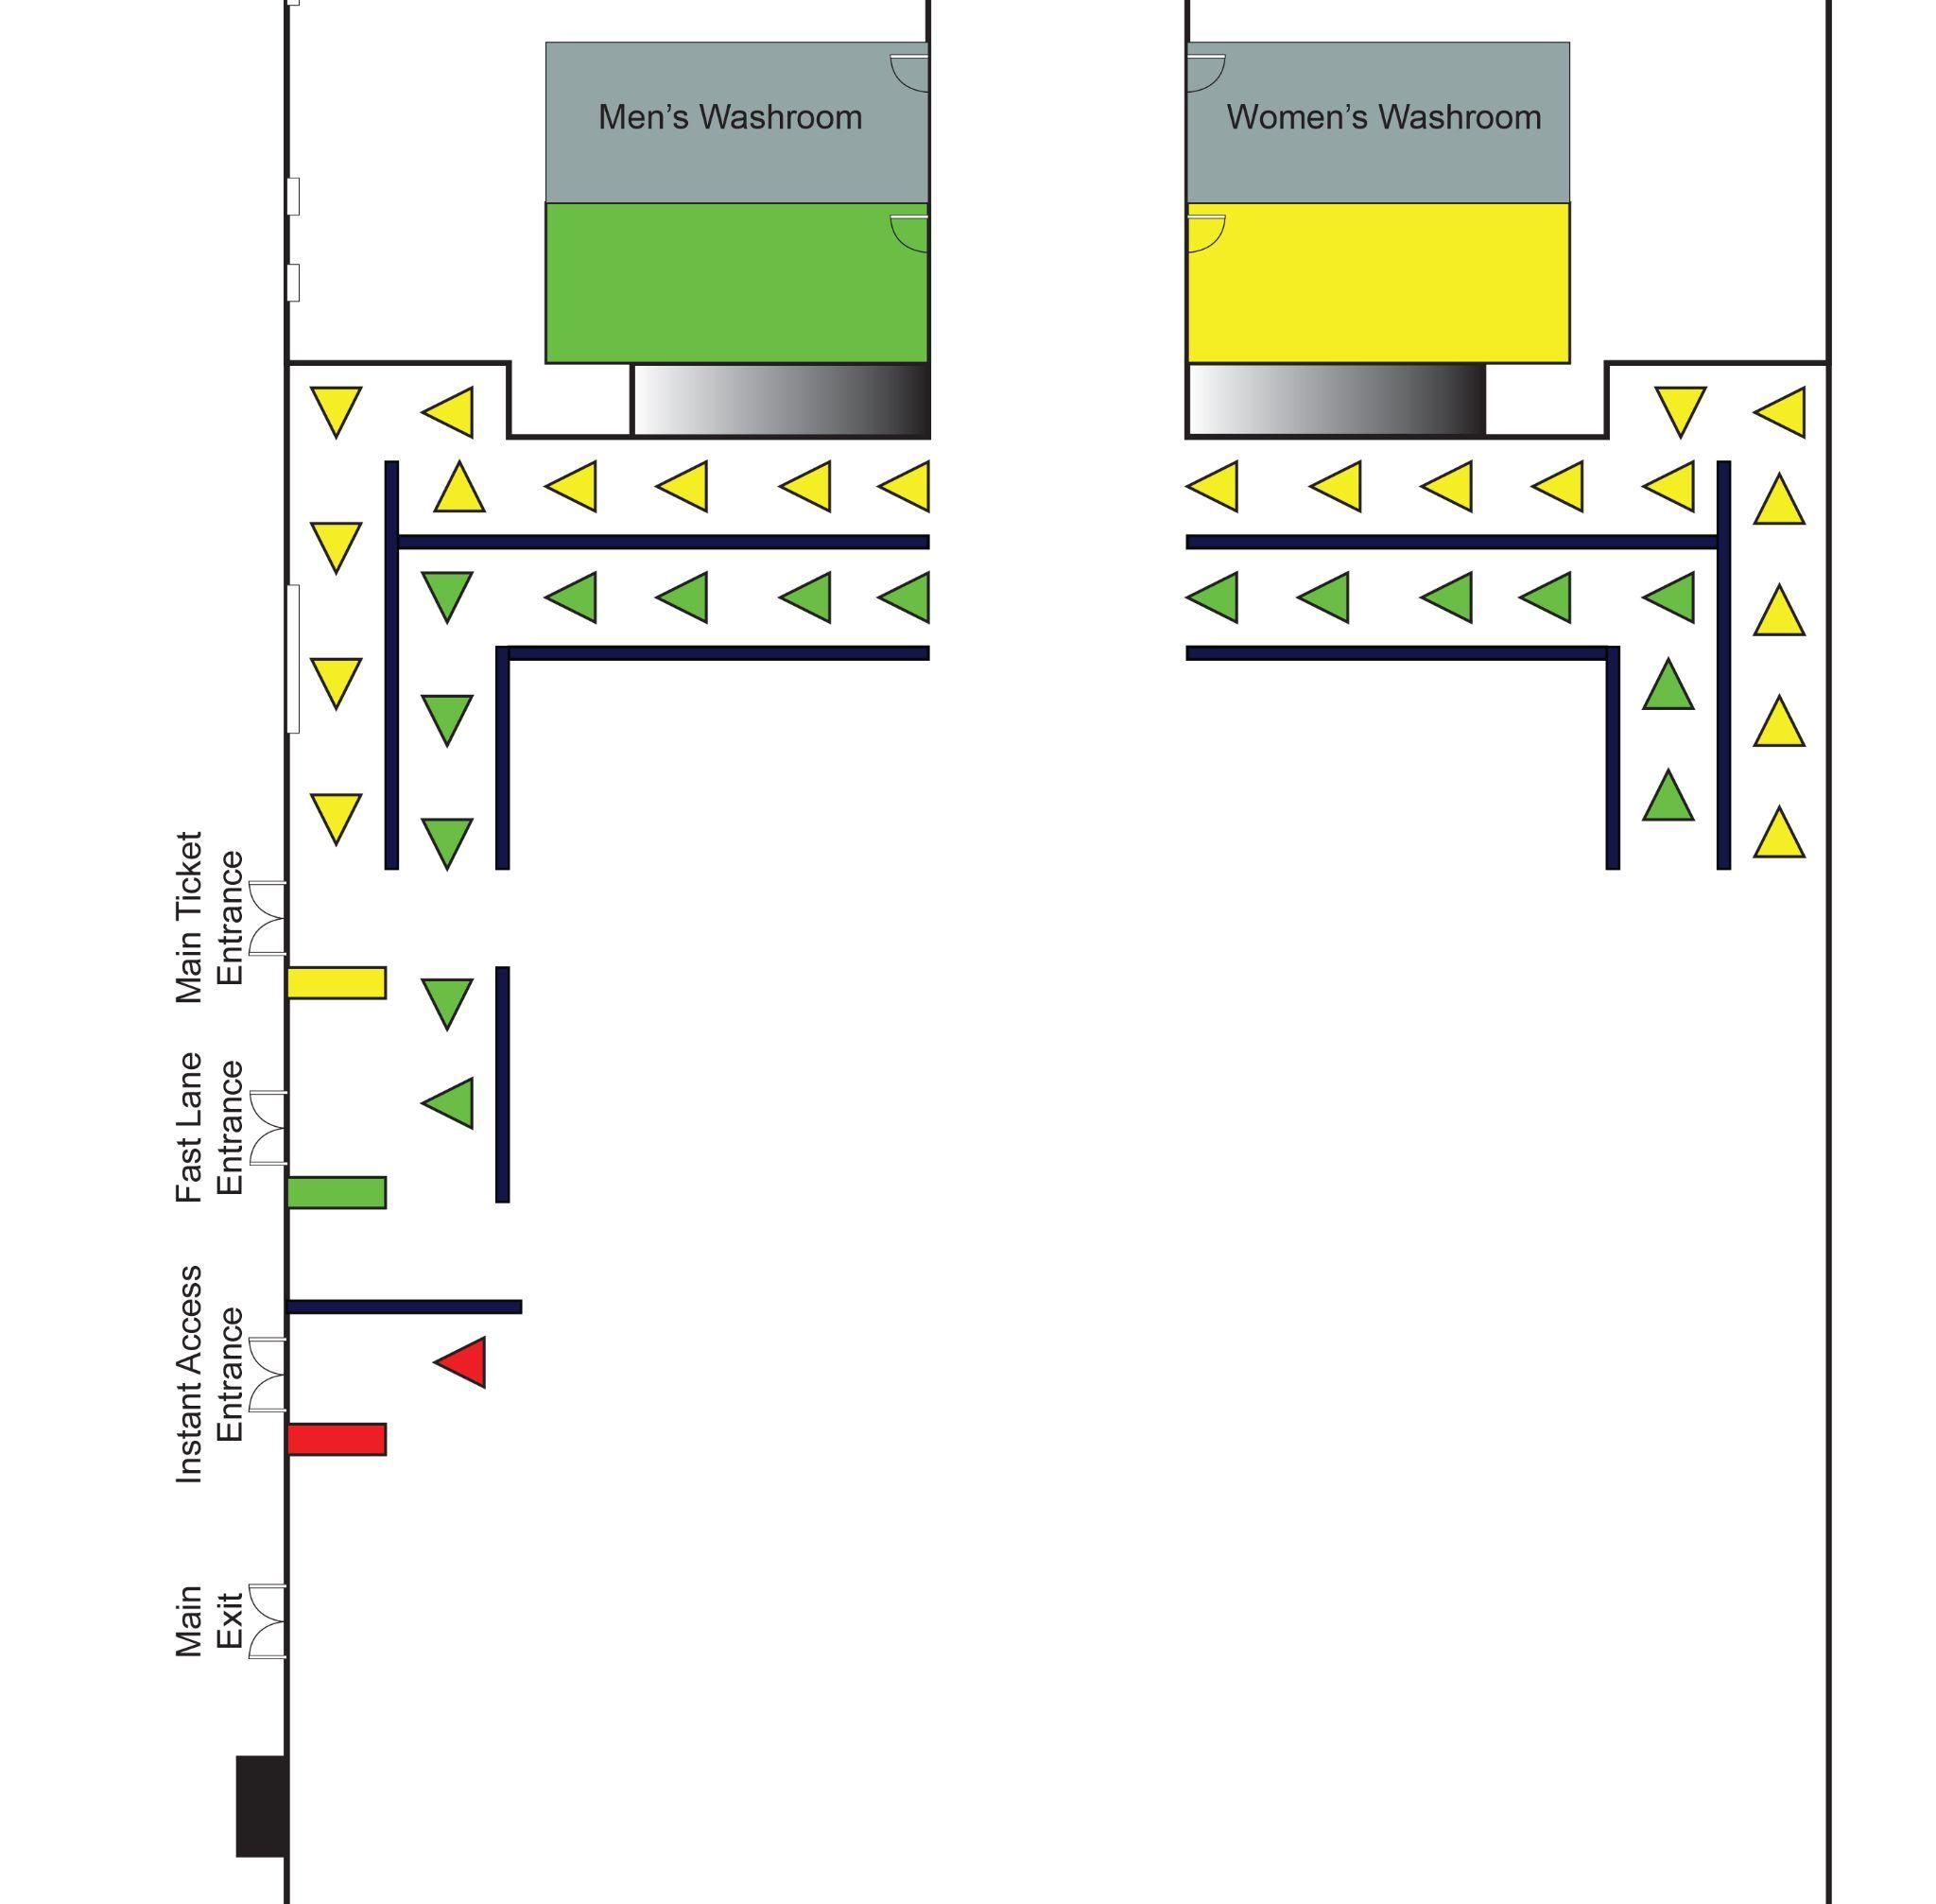 Men’s Washroom
Women’s Washroom
Main Ticket
Entrance
Fast Lane
Entrance
Instant Access
Entrance
Main
Exit